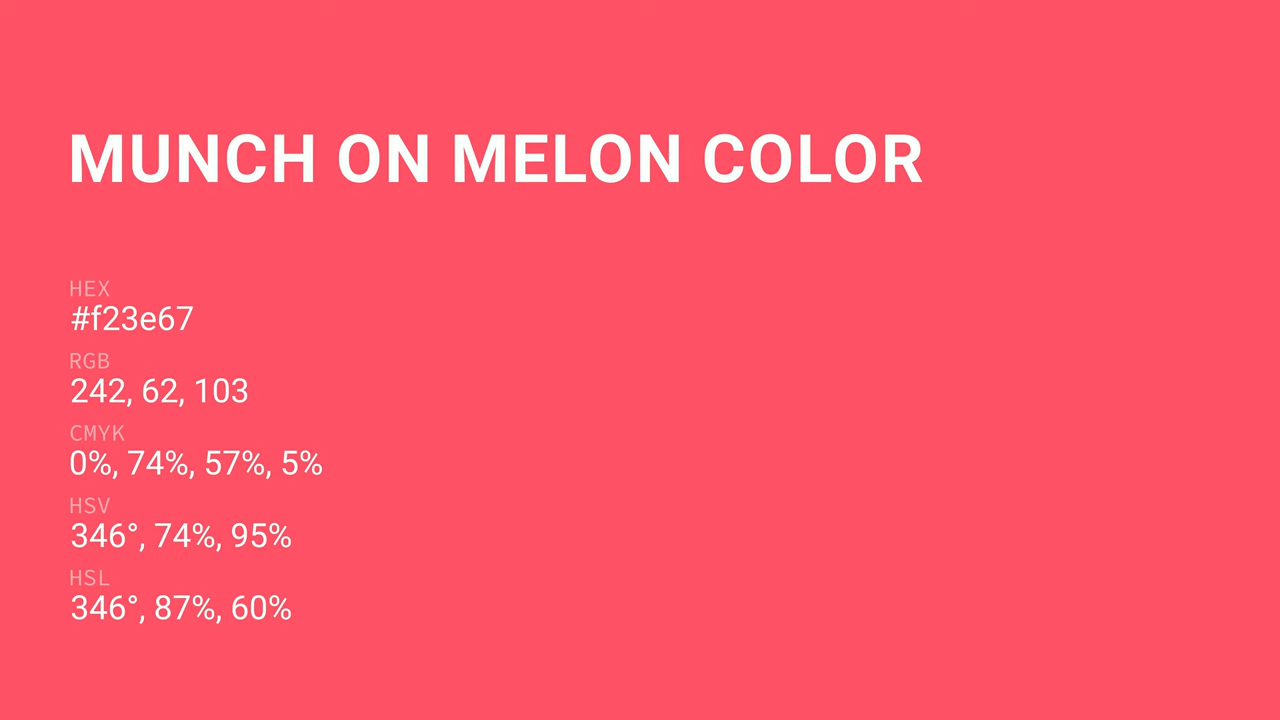 MUNCH ON MELON COLOR
HEX
#f23e67
RGB
242, 62, 103
CMYK
0%, 74%, 57%, 5%
HSV
346°, 74%, 95%
HSL
346°, 87%, 60%